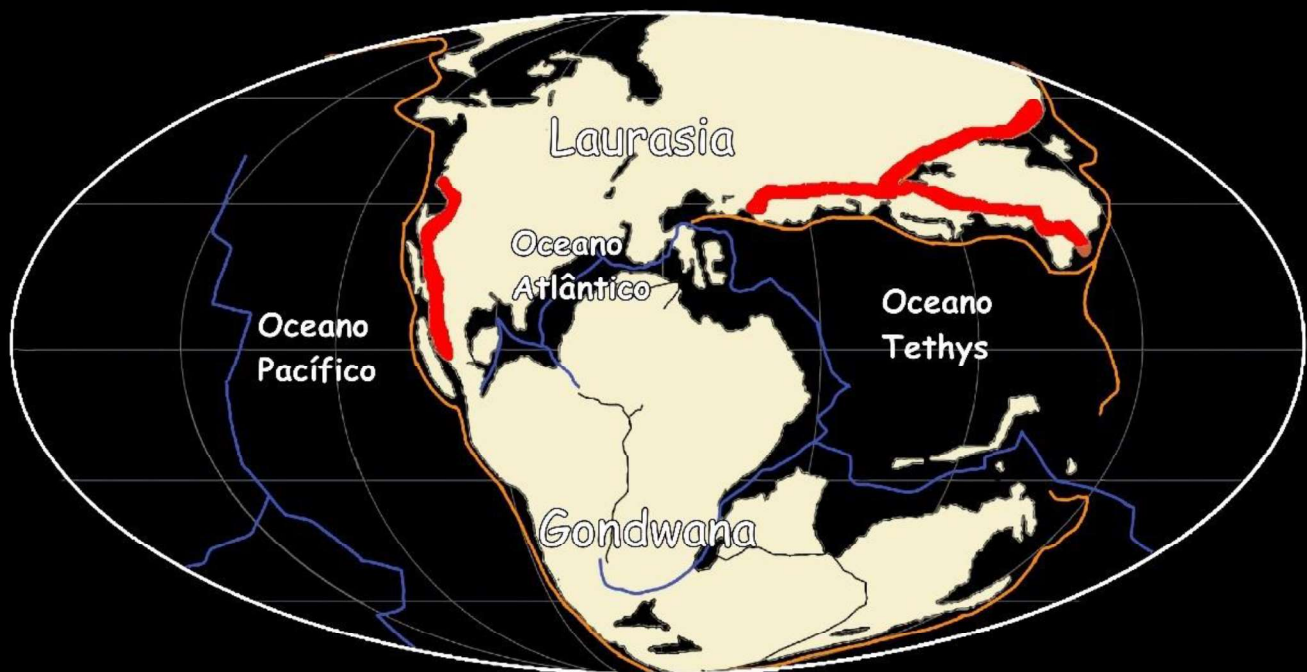 Laurasia
Oceano
Atlântico
Oceano
Pacífico
Oceano
Tethys
Gondwana